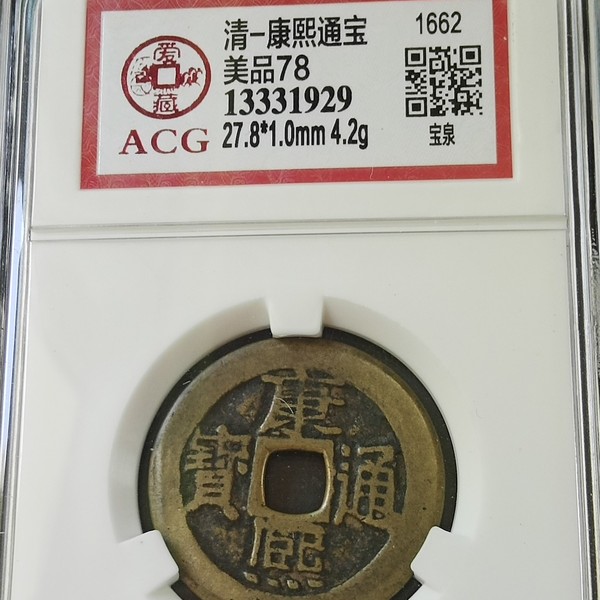 爱藏
ACG
清-康熙通宝
美品78
13331929
27.8*1.0mm 4.2g
1662
宝泉
康熙通寶